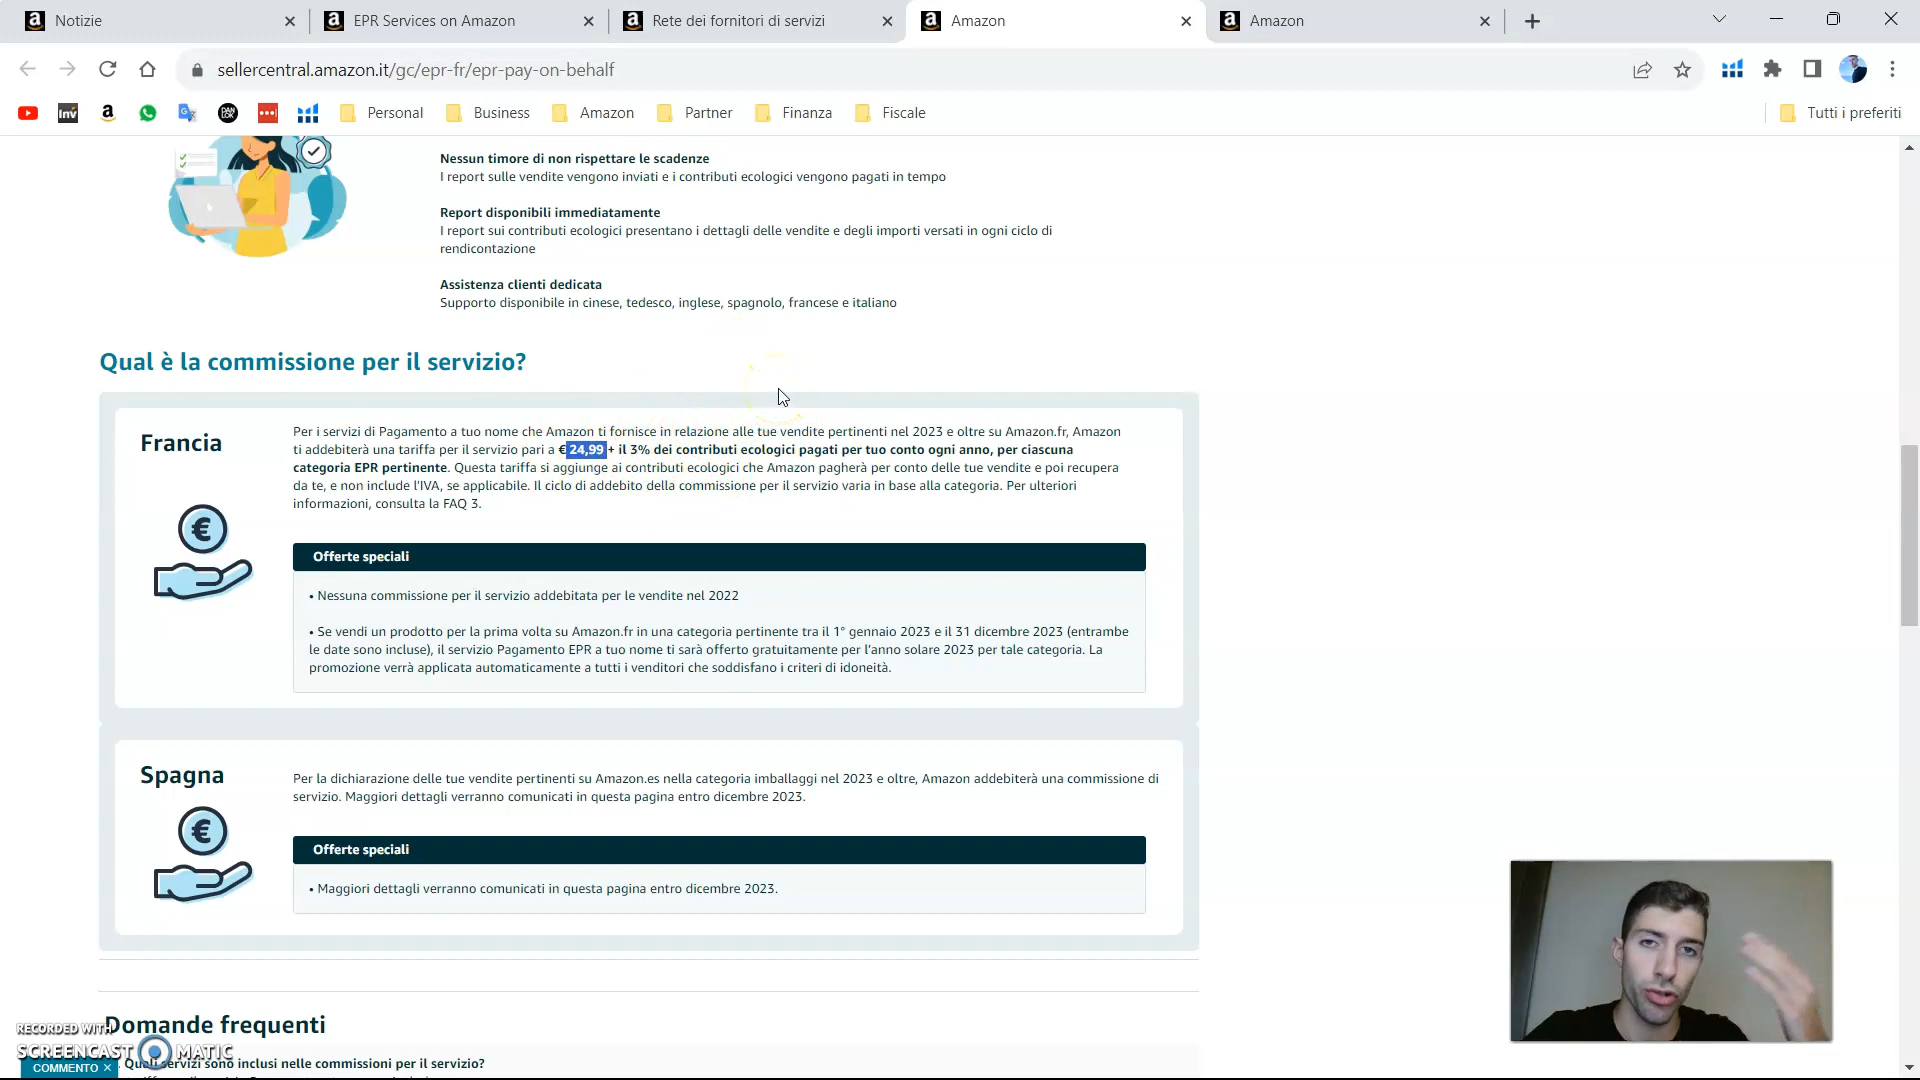 Notizie
EPR Services on Amazon
Rete dei fornitori di servizi
Amazon
Amazon
sellercentral.amazon.it/gc/epr-fr/epr-pay-on-behalf
Personal
Business
Amazon
Partner
Finanza
Fiscale
Tutti i preferiti
Nessun timore di non rispettare le scadenze
I report sulle vendite vengono inviati e i contributi ecologici vengono pagati in tempo
Report disponibili immediatamente
I report sui contributi ecologici presentano i dettagli delle vendite e degli importi versati in ogni ciclo di
rendicontazione
Assistenza clienti dedicata
Supporto disponibile in cinese, tedesco, inglese, spagnolo, francese e italiano
Qual è la commissione per il servizio?
Francia
Per i servizi di Pagamento a tuo nome che Amazon ti fornisce in relazione alle tue vendite pertinenti nel 2023 e oltre su Amazon.fr, Amazon
ti addebiterà una tariffa per il servizio pari a €24,99 + il 3% dei contributi ecologici pagati per tuo conto ogni anno, per ciascuna
categoria EPR pertinente. Questa tariffa si aggiunge ai contributi ecologici che Amazon pagherà per conto delle tue vendite e poi recupera
da te, e non include l'IVA, se applicabile. Il ciclo di addebito della commissione per il servizio varia in base alla categoria. Per ulteriori
informazioni, consulta la FAQ 3.
Offerte speciali
• Nessuna commissione per il servizio addebitata per le vendite nel 2022
• Se vendi un prodotto per la prima volta su Amazon.fr in una categoria pertinente tra il 1° gennaio 2023 e il 31 dicembre 2023 (entrambe
le date sono incluse), il servizio Pagamento EPR a tuo nome ti sarà offerto gratuitamente per l'anno solare 2023 per tale categoria. La
promozione verrà applicata automaticamente a tutti i venditori che soddisfano i criteri di idoneità.
Spagna
Per la dichiarazione delle tue vendite pertinenti su Amazon.es nella categoria imballaggi nel 2023 e oltre, Amazon addebiterà una commissione di
servizio. Maggiori dettagli verranno comunicati in questa pagina entro dicembre 2023.
Offerte speciali
• Maggiori dettagli verranno comunicati in questa pagina entro dicembre 2023.
Domande frequenti
RECORDED WITH
SCREENCAST MATIC
Quali servizi sono inclusi nelle commissioni per il servizio?
COMMENTO ×